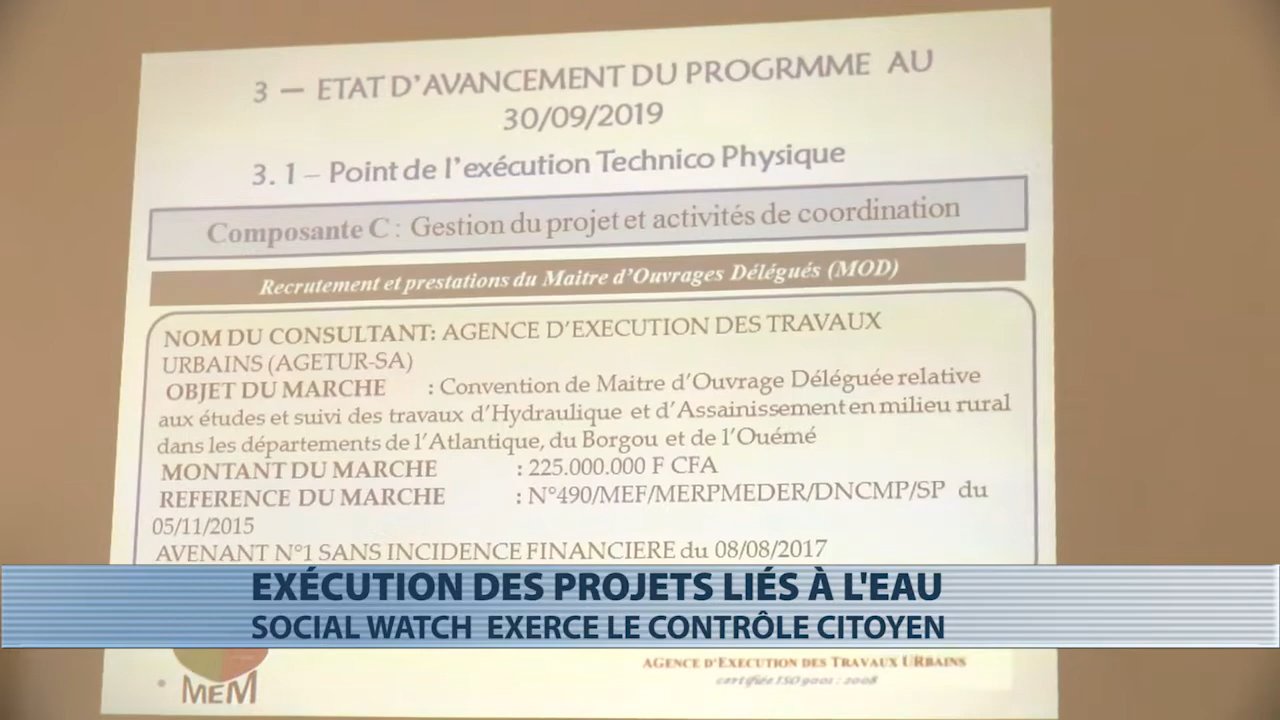 3 – ETAT D'AVANCEMENT DU PROGRMME AU
30/09/2019
3. 1 – Point de l'exécution Technico Physique
Composante C : Gestion du projet et activités de coordination
Recrutement et prestations du Maitre d'Ouvrages Délégués (MOD)
NOM DU CONSULTANT: AGENCE D'EXECUTION DES TRAVAUX
URBAINS (AGETUR-SA)
OBJET DU MARCHE : Convention de Maitre d'Ouvrage Déléguée relative
aux études et suivi des travaux d'Hydraulique et d'Assainissement en milieu rural
dans les départements de l'Atlantique, du Borgou et de l'Ouémé
MONTANT DU MARCHE : 225.000.000 F CFA
REFERENCE DU MARCHE : N°490/MEF/MERPMEDER/DNCMP/SP du
05/11/2015
AVENANT N°1 SANS INCIDENCE FINANCIERE du 08/08/2017
EXÉCUTION DES PROJETS LIÉS À L'EAU
SOCIAL WATCH EXERCE LE CONTRÔLE CITOYEN
MEM
AGENCE D'EXECUTION DES TRAVAUX URBAINS
certifiée ISO 9001 : 2008